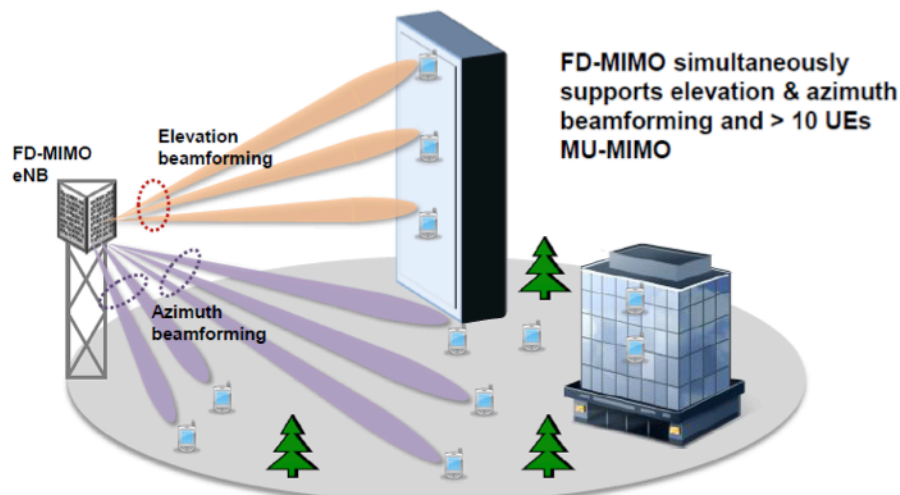 FD-MIMO simultaneously
supports elevation & azimuth
beamforming and > 10 UEs
MU-MIMO
Elevation
beamforming
FD-MIMO
eNB
Azimuth
beamforming